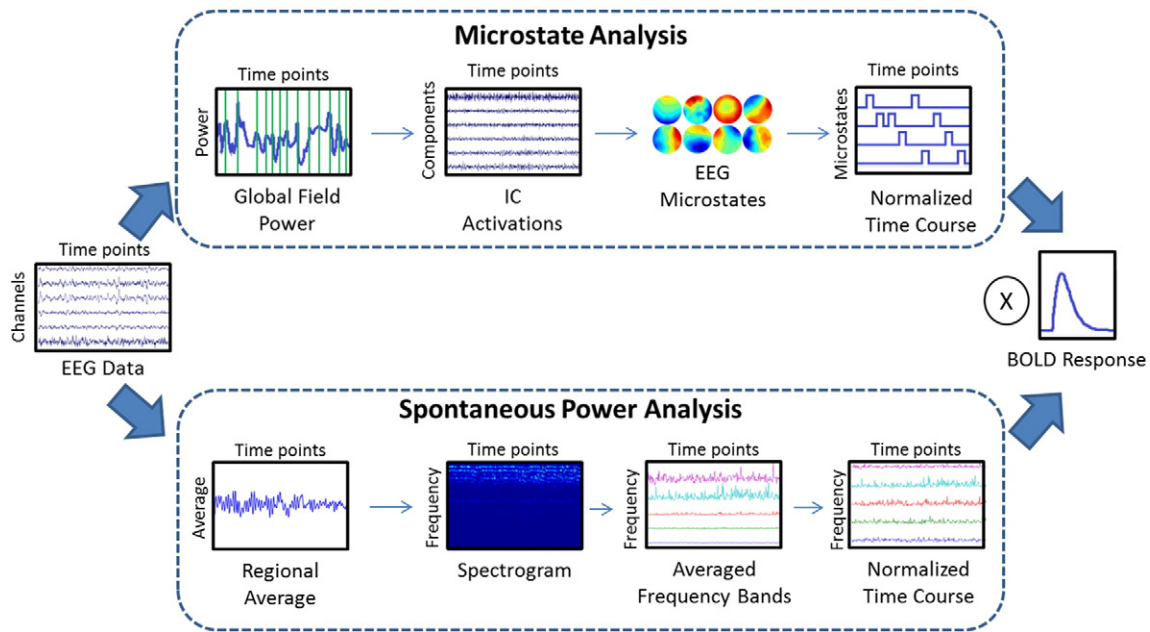 Microstate Analysis
Time points
Power
Global Field
Power
Time points
Components
IC
Activations
EEG
Microstates
Time points
Microstates
Normalized
Time Course
Time points
Channels
EEG Data
X
BOLD Response
Spontaneous Power Analysis
Time points
Average
Regional
Average
Time points
Frequency
Spectrogram
Time points
Frequency
Averaged
Frequency Bands
Time points
Frequency
Normalized
Time Course